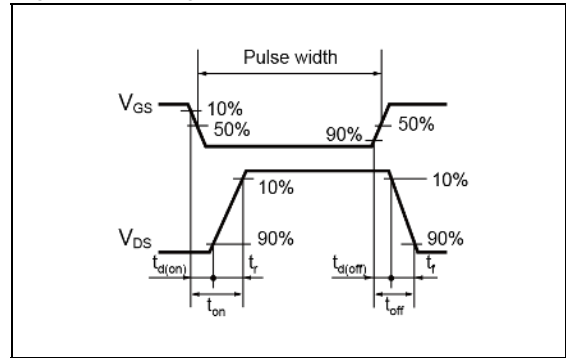 Pulse width
VGS
10%
50%
90%
50%
10%
10%
VDS
90%
90%
td(on)
tr
td(off)
tf
ton
toff